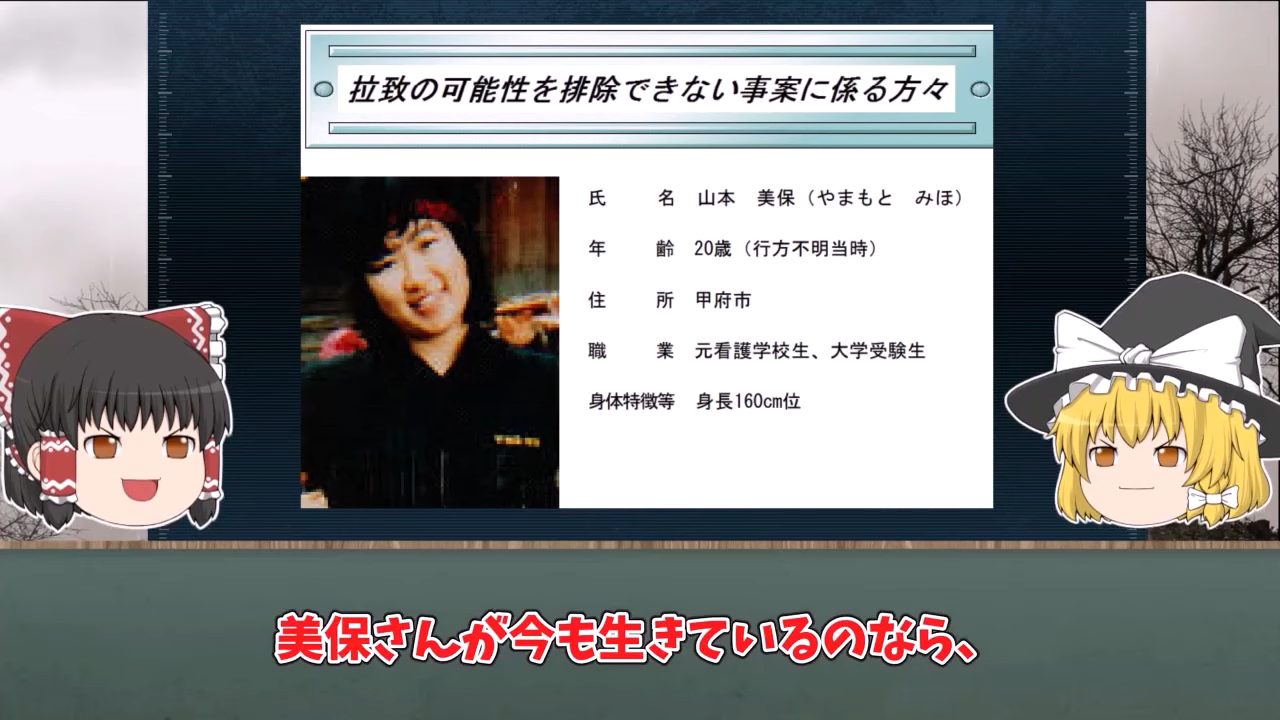 拉致の可能性を排除できない事案に係る方々
氏 名 山本 美保（やまもと みほ）
年 齢 20歳（行方不明当時）
住 所 甲府市
職 業 元看護学校生、大学受験生
身体特徴等 身長160cm位
美保さんが今も生きているのなら、